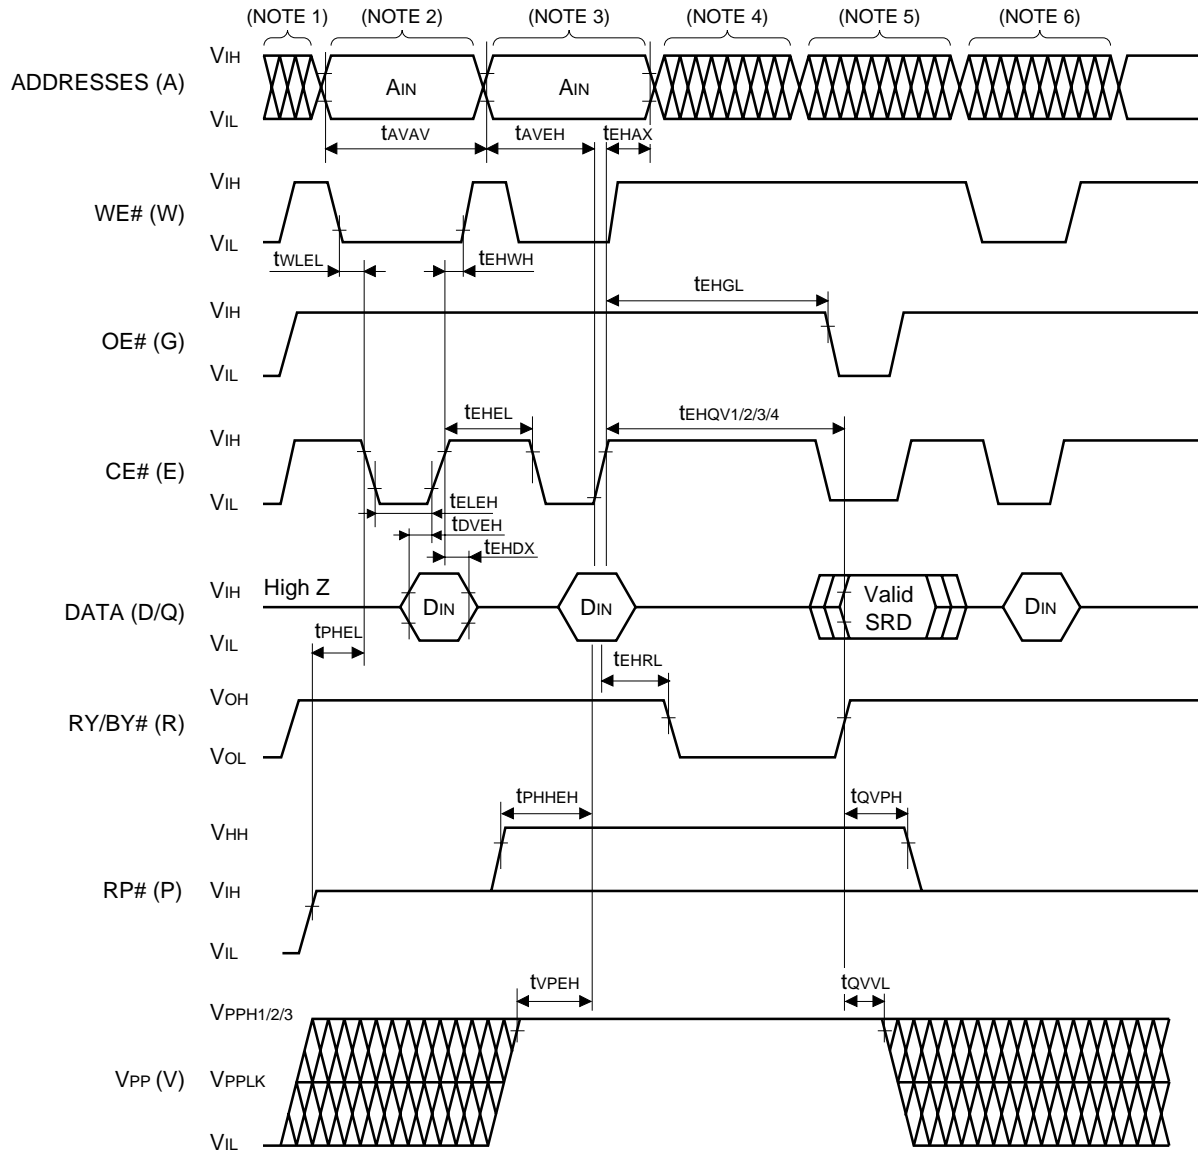 (NOTE 1) (NOTE 2) (NOTE 3) (NOTE 4) (NOTE 5) (NOTE 6)
VIH
ADDRESSES (A) AIN AIN
VIL
tAVAV tAVEH tEHAX
VIH
WE# (W)
VIL
tWLEL tEHWH
tEHGL
VIH
OE# (G)
VIL
tEHEL tEHQV1/2/3/4
VIH
CE# (E)
VIL
tELEH
tDVEH
tEHDX
VIH High Z
DATA (D/Q) DIN DIN Valid SRD DIN
VIL
tPHEL
tEHRL
VOH
RY/BY# (R)
VOL
tPHHEH tQVPH
VHH
RP# (P) VIH
VIL
tVPEH tQVVL
VPPH1/2/3
VPP (V) VPPLK
VIL